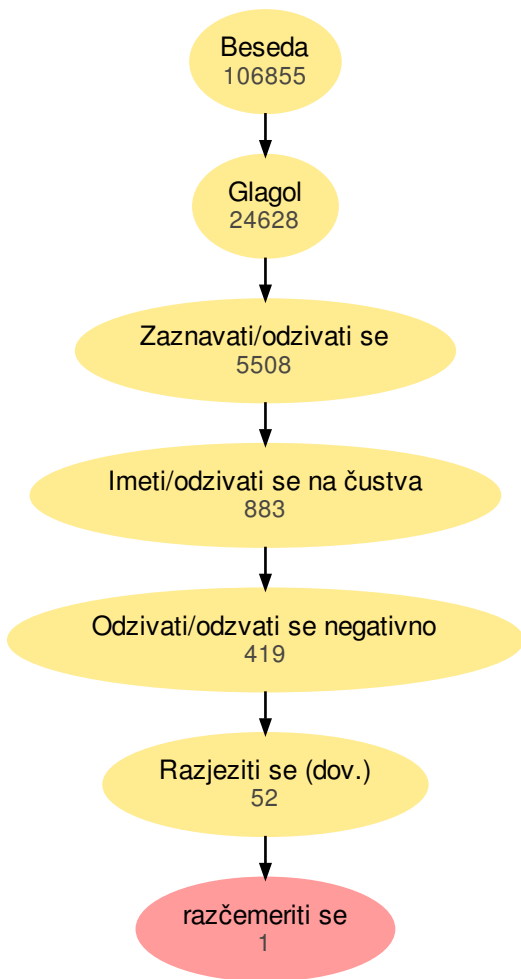 Beseda
106855
Glagol
24628
Zaznavati/odzivati se
5508
Imeti/odzivati se na čustva
883
Odzivati/odzvati se negativno
419
Razjeziti se (dov.)
52
razčemeriti se
1